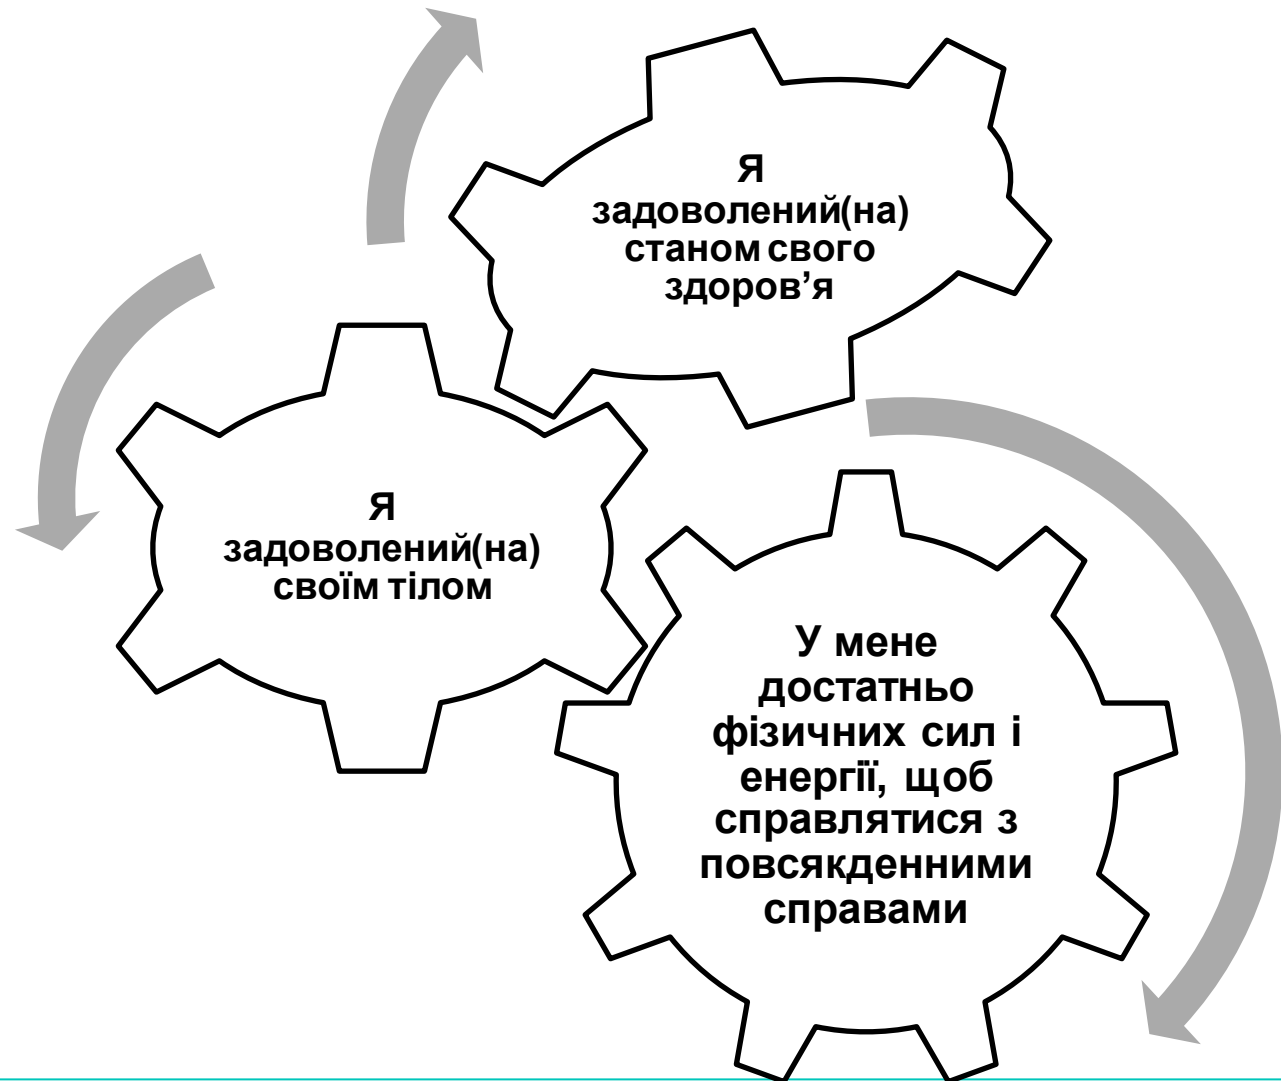 Я
задоволений(на)
станом свого
здоров’я
Я
задоволений(на)
своїм тілом
У мене
достатньо
фізичних сил і
енергії, щоб
справлятися з
повсякденними
справами